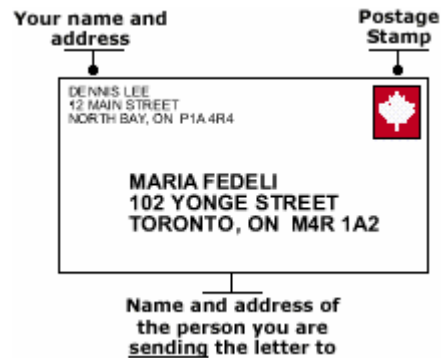 Your name and
address
Postage
Stamp
DENNIS LEE
12 MAIN STREET
NORTH BAY, ON P1A 4R4
MARIA FEDELI
102 YONGE STREET
TORONTO, ON M4R 1A2
Name and address of
the person you are
sending the letter to